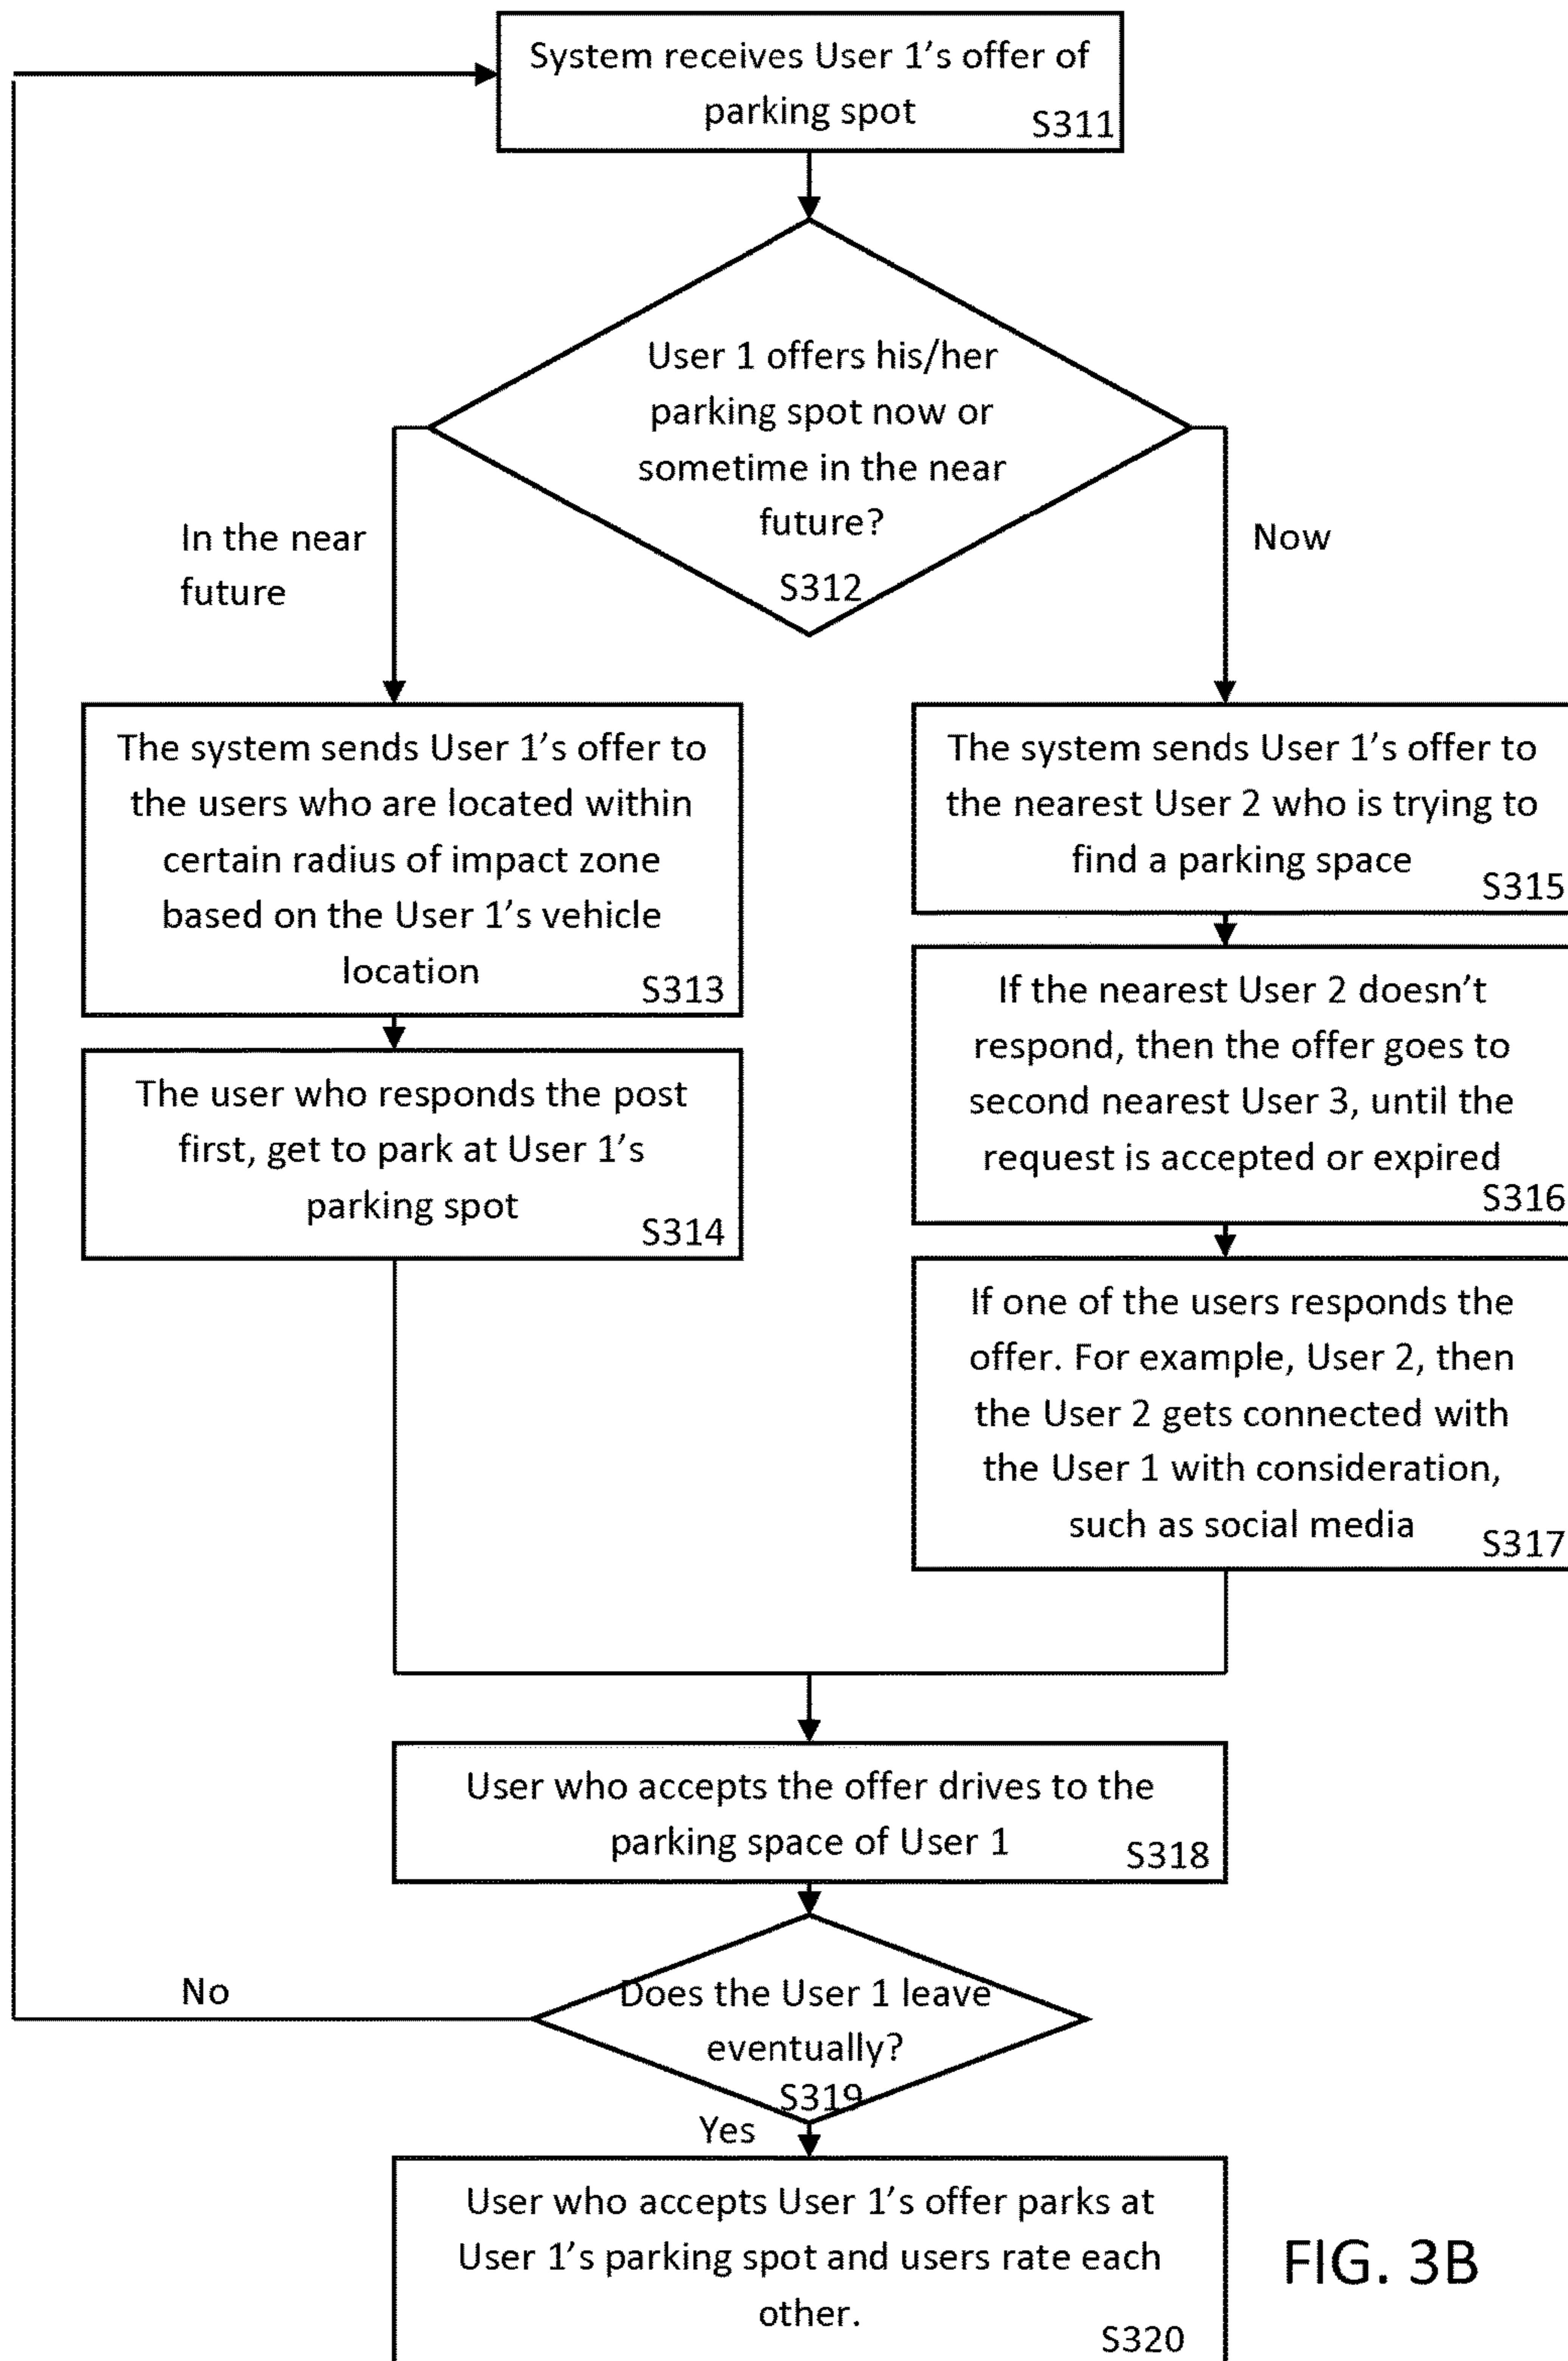 System receives User 1's offer of
parking spot
S311
User 1 offers his/her
parking spot now or
sometime in the near
future?
S312
In the near
future
Now
The system sends User 1's offer to
the users who are located within
certain radius of impact zone
based on the User 1's vehicle
location
S313
The user who responds the post
first, get to park at User 1's
parking spot
S314
The system sends User 1's offer to
the nearest User 2 who is trying to
find a parking space
S315
If the nearest User 2 doesn't
respond, then the offer goes to
second nearest User 3, until the
request is accepted or expired
S316
If one of the users responds the
offer. For example, User 2, then
the User 2 gets connected with
the User 1 with consideration,
such as social media
S317
User who accepts the offer drives to the
parking space of User 1
S318
Does the User 1 leave
eventually?
S319
No
Yes
User who accepts User 1's offer parks at
User 1's parking spot and users rate each
other.
S320
FIG. 3B